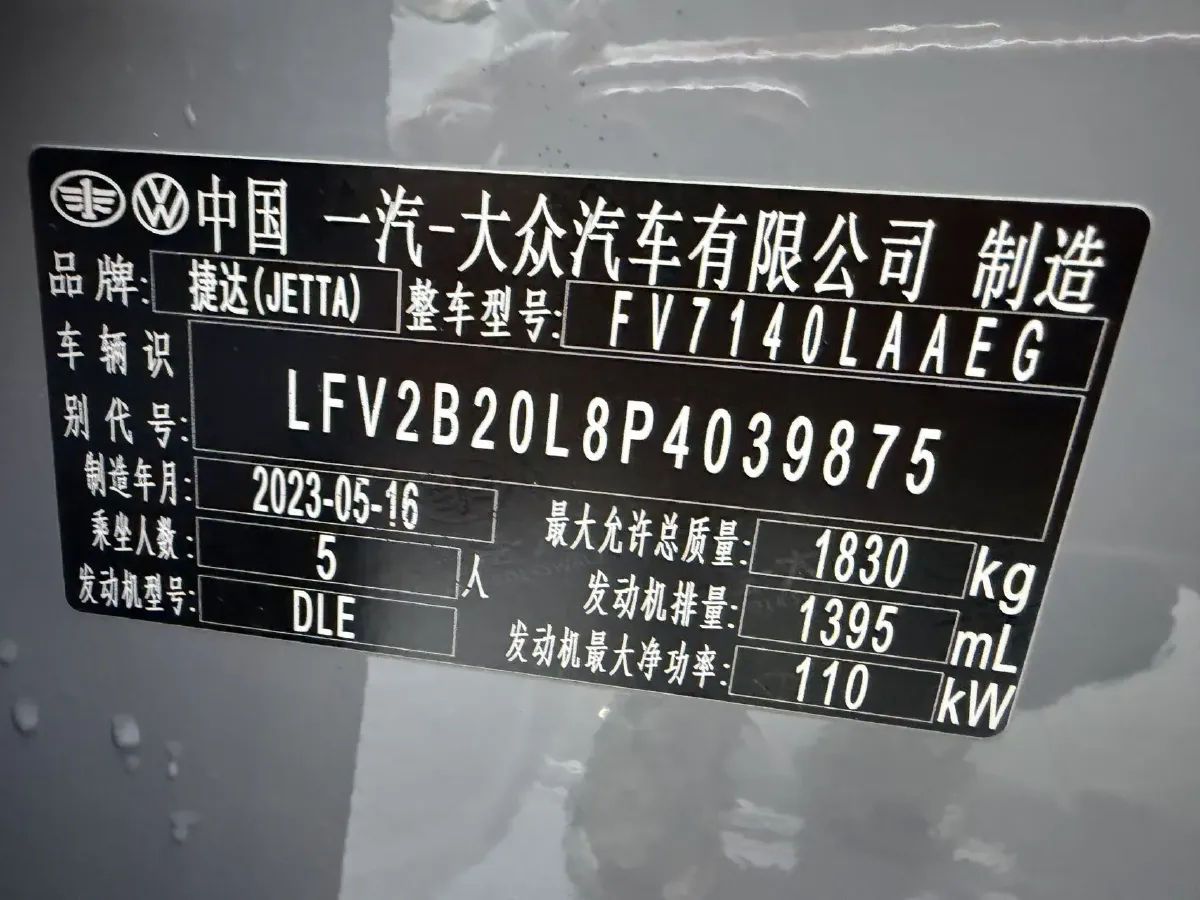 中国 一汽-大众汽车有限公司 制造
品牌: 捷达(JETTA) 整车型号: FV7140LAAEG
车辆识别代号: LFV2B20L8P4039875
制造年月: 2023-05-16
乘坐人数: 5 人
发动机型号: DLE
最大允许总质量: 1830 kg
发动机排量: 1395 mL
发动机最大净功率: 110 kW